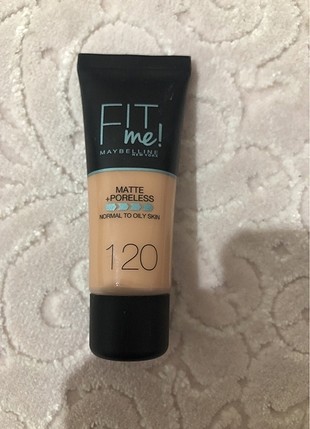 FIT
me!
MAYBELLINE
NEW YORK
MATTE
+PORELESS
NORMAL TO OILY SKIN
120